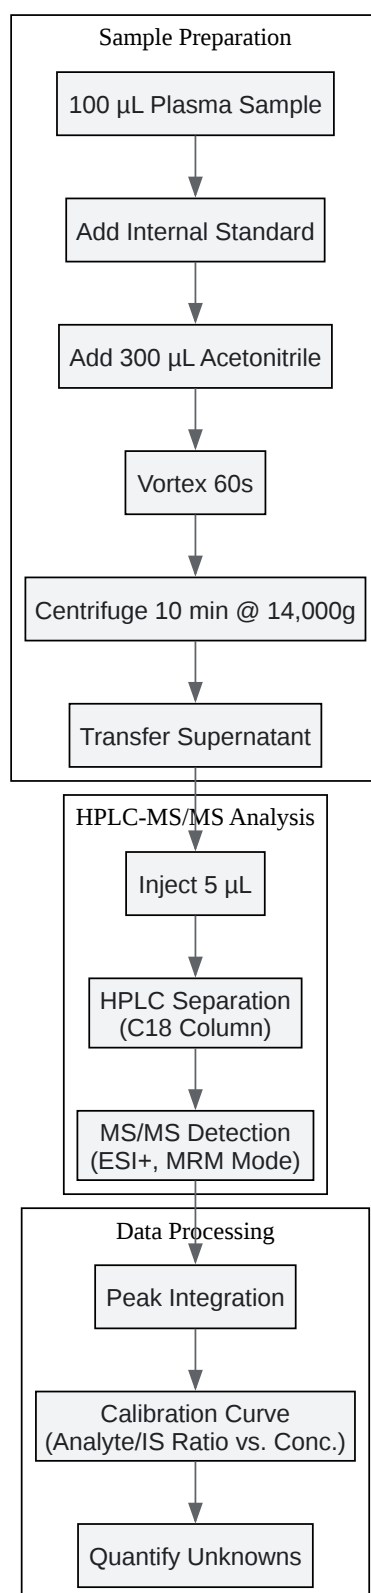 Sample Preparation
100 µL Plasma Sample
Add Internal Standard
Add 300 µL Acetonitrile
Vortex 60s
Centrifuge 10 min @ 14,000g
Transfer Supernatant
HPLC-MS/MS Analysis
Inject 5 µL
HPLC Separation
(C18 Column)
MS/MS Detection
(ESI+, MRM Mode)
Data Processing
Peak Integration
Calibration Curve
(Analyte/IS Ratio vs. Conc.)
Quantify Unknowns